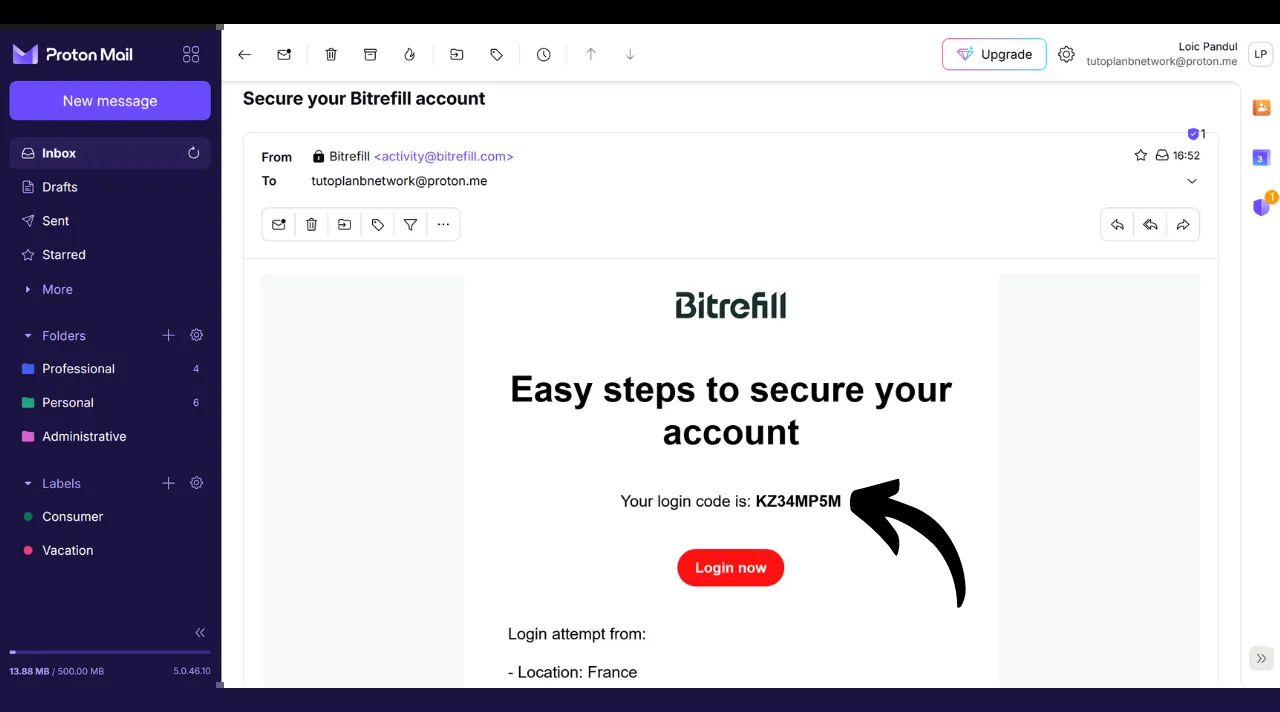 Proton Mail
New message
Inbox
Drafts
Sent
Starred
More
Folders
Professional 4
Personal 6
Administrative
Labels
Consumer
Vacation
13.88 MB / 500.00 MB 5.0.46.10
Upgrade
Loic Pandul
tutoplanbnetwork@proton.me
LP
Secure your Bitrefill account
1
From Bitrefill <activity@bitrefill.com>
16:52
To tutoplanbnetwork@proton.me
Bitrefill
Easy steps to secure your
account
Your login code is: KZ34MP5M
Login now
Login attempt from:
- Location: France
3
1